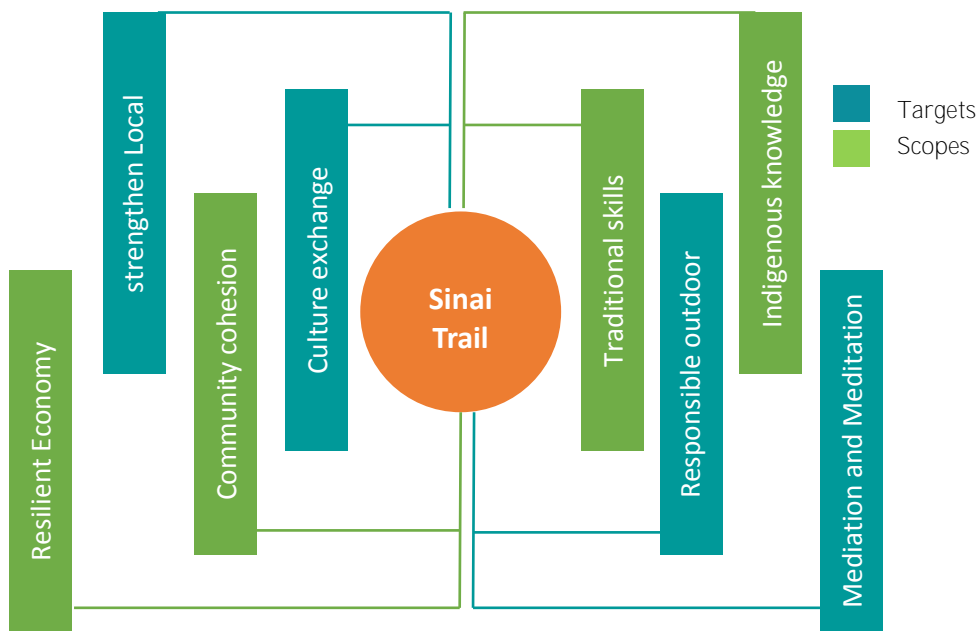 Resilient Economy
strengthen Local
Community cohesion
Culture exchange
Sinai
Trail
Traditional skills
Responsible outdoor
Indigenous knowledge
Mediation and Meditation
Targets
Scopes